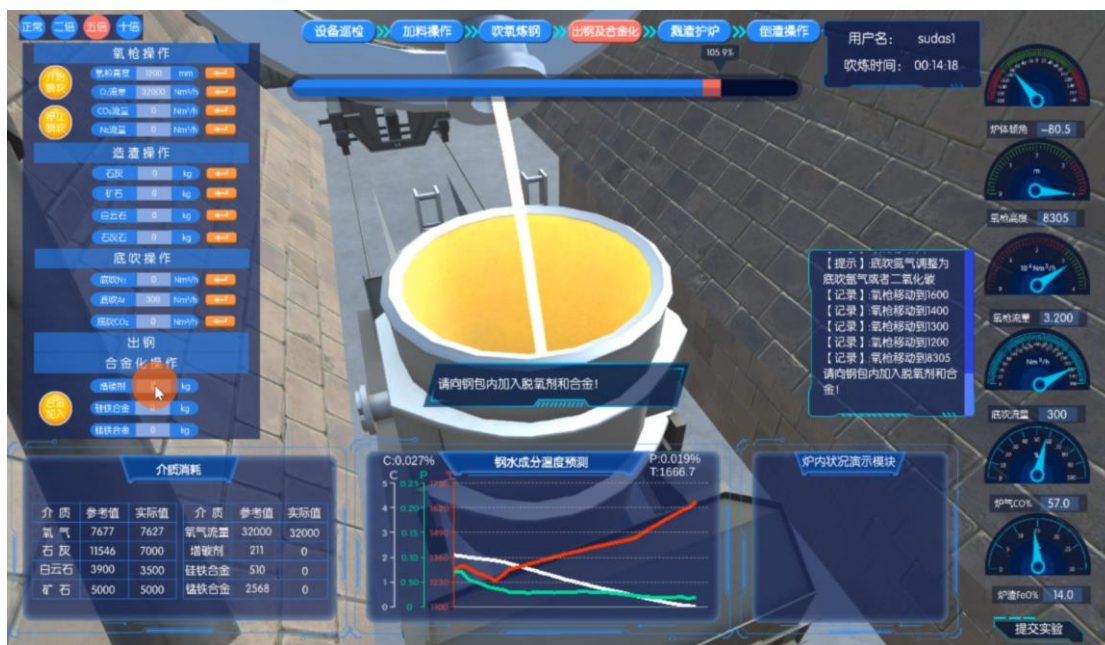 正常 二倍 五倍 十倍
设备巡检 加料操作 吹氧炼钢 出钢及合金化 溅渣护炉 倒渣操作
105.9%
用户名： sudas1
吹炼时间： 00:14:18
氧枪操作
开始喷吹
停止喷吹
氧枪高度 1200 mm
O₂流量 32000 Nm³/h
CO₂流量 0 Nm³/h
N₂流量 0 Nm³/h
造渣操作
石灰 0 kg
矿石 0 kg
白云石 0 kg
石灰石 0 kg
底吹操作
底吹N₂ 0 Nm³/h
底吹Ar 300 Nm³/h
底吹CO₂ 0 Nm³/h
出钢
合金化操作
增碳剂 kg
硅铁合金 kg
锰铁合金 0 kg
请向钢包内加入脱氧剂和合金！
【提示】:底吹氩气调整为
底吹氩气或者二氧化碳
【记录】:氧枪移动到1600
【记录】:氧枪移动到1400
【记录】:氧枪移动到1300
【记录】:氧枪移动到1200
【记录】:氧枪移动到8305
请向钢包内加入脱氧剂和合
金！
炉体倾角 -80.5
m
氧枪高度 8305
氧枪流量 3.200
Nm³/h
底吹流量 300
炉气CO% 57.0
炉渣FeO% 14.0
提交实验
介质消耗
介 质 参考值 实际值 介 质 参考值 实际值
氧 气 7677 7627 氧气流量 32000 32000
石 灰 11546 7000 增碳剂 211 0
白云石 3900 3500 硅铁合金 510 0
矿 石 5000 5000 锰铁合金 2568 0
钢水成分温度预测
C:0.027%
P:0.019%
T:1666.7
C P T
5 0.25 1780
4
3
2
1 0.50 1230
0 0 1100
炉内状况演示模块